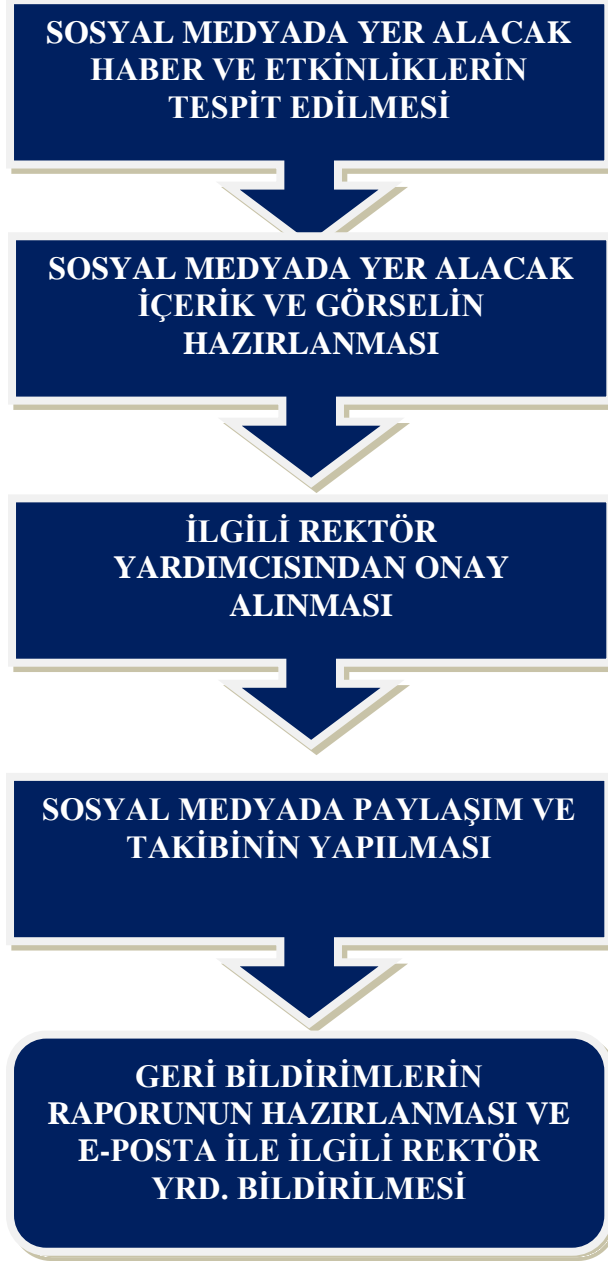 SOSYAL MEDYADA YER ALACAK
HABER VE ETKİNLİKLERİN
TESPİT EDİLMESİ
SOSYAL MEDYADA YER ALACAK
İÇERİK VE GÖRSELİN
HAZIRLANMASI
İLGİLİ REKTÖR
YARDIMCISINDAN ONAY
ALINMASI
SOSYAL MEDYADA PAYLAŞIM VE
TAKİBİNİN YAPILMASI
GERİ BİLDİRİMLERİN
RAPORUNUN HAZIRLANMASI VE
E-POSTA İLE İLGİLİ REKTÖR
YRD. BİLDİRİLMESİ